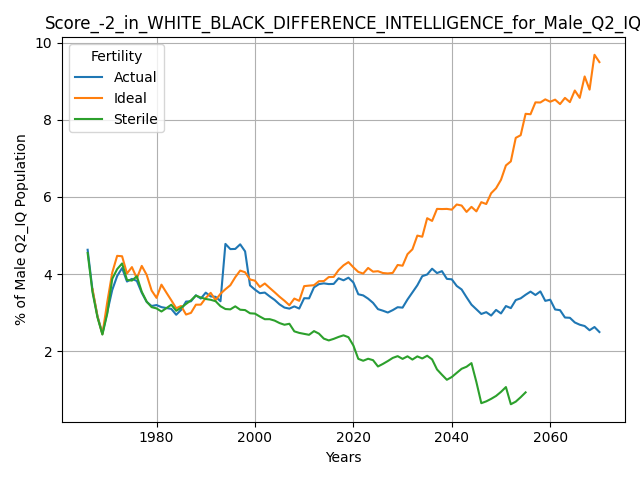 Score_-2_in_WHITE_BLACK_DIFFERENCE_INTELLIGENCE_for_Male_Q2_IQ
Fertility
Actual
Ideal
Sterile
10
8
6
4
2
% of Male Q2_IQ Population
1980
2000
2020
2040
2060
Years